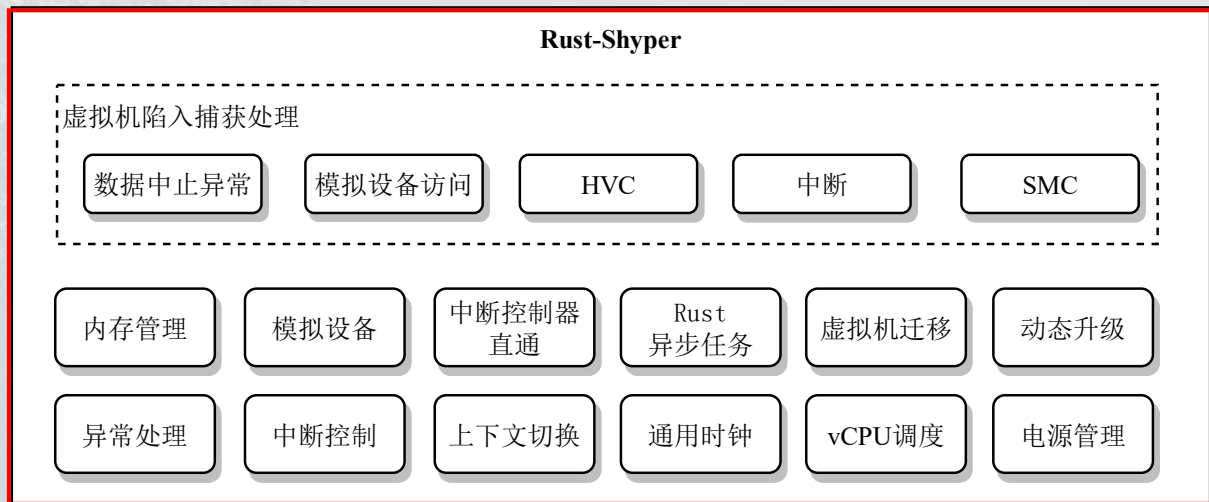 Rust-Shyper
虚拟机陷入捕获处理
数据中止异常 模拟设备访问 HVC 中断 SMC
内存管理 模拟设备 中断控制器 Rust 虚拟机迁移 动态升级
直通 异步任务
异常处理 中断控制 上下文切换 通用时钟 vCPU调度 电源管理